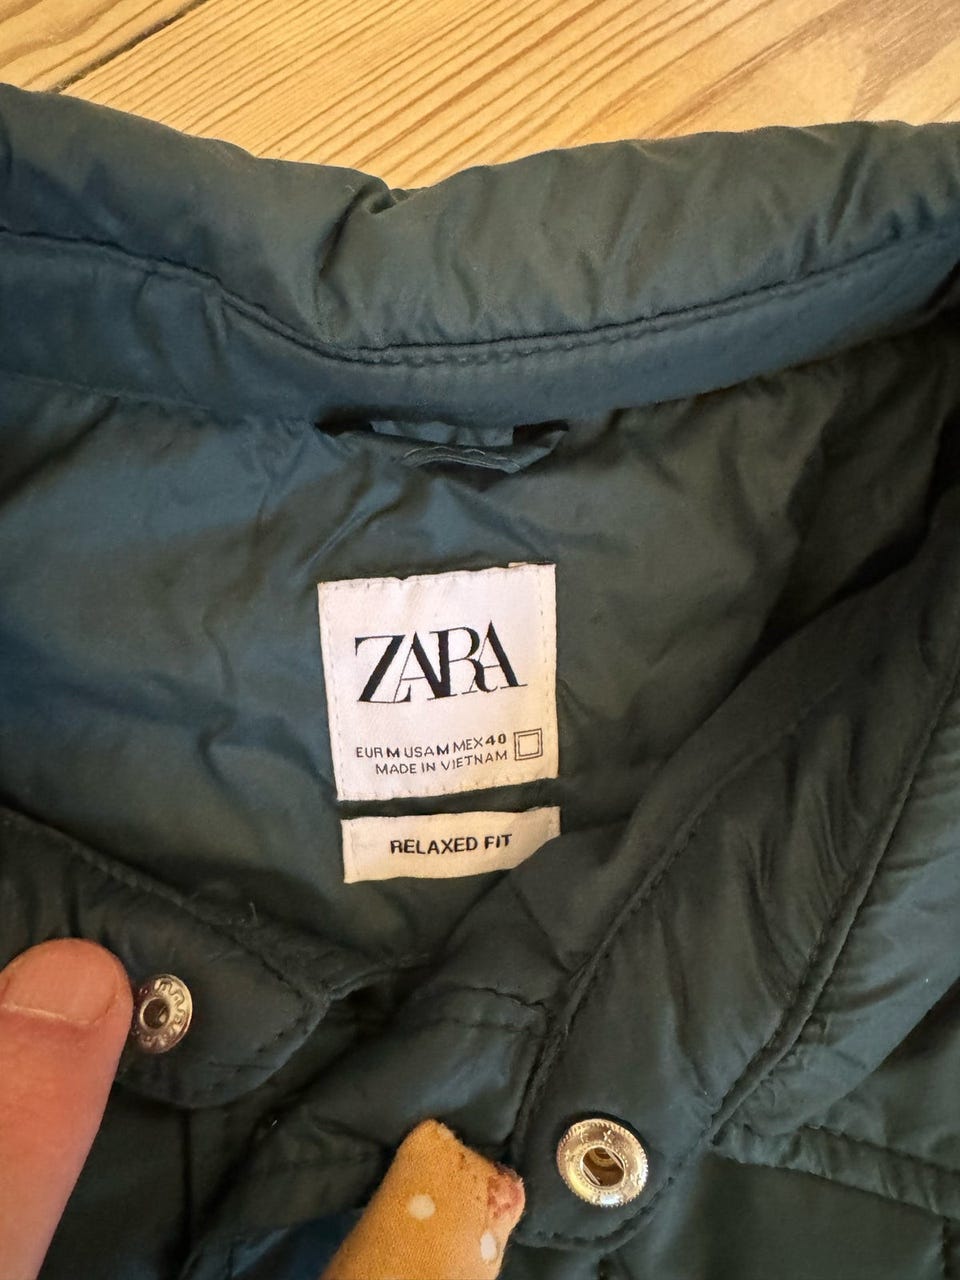 ZARA
EUR M USA M MEX 40
MADE IN VIETNAM
RELAXED FIT